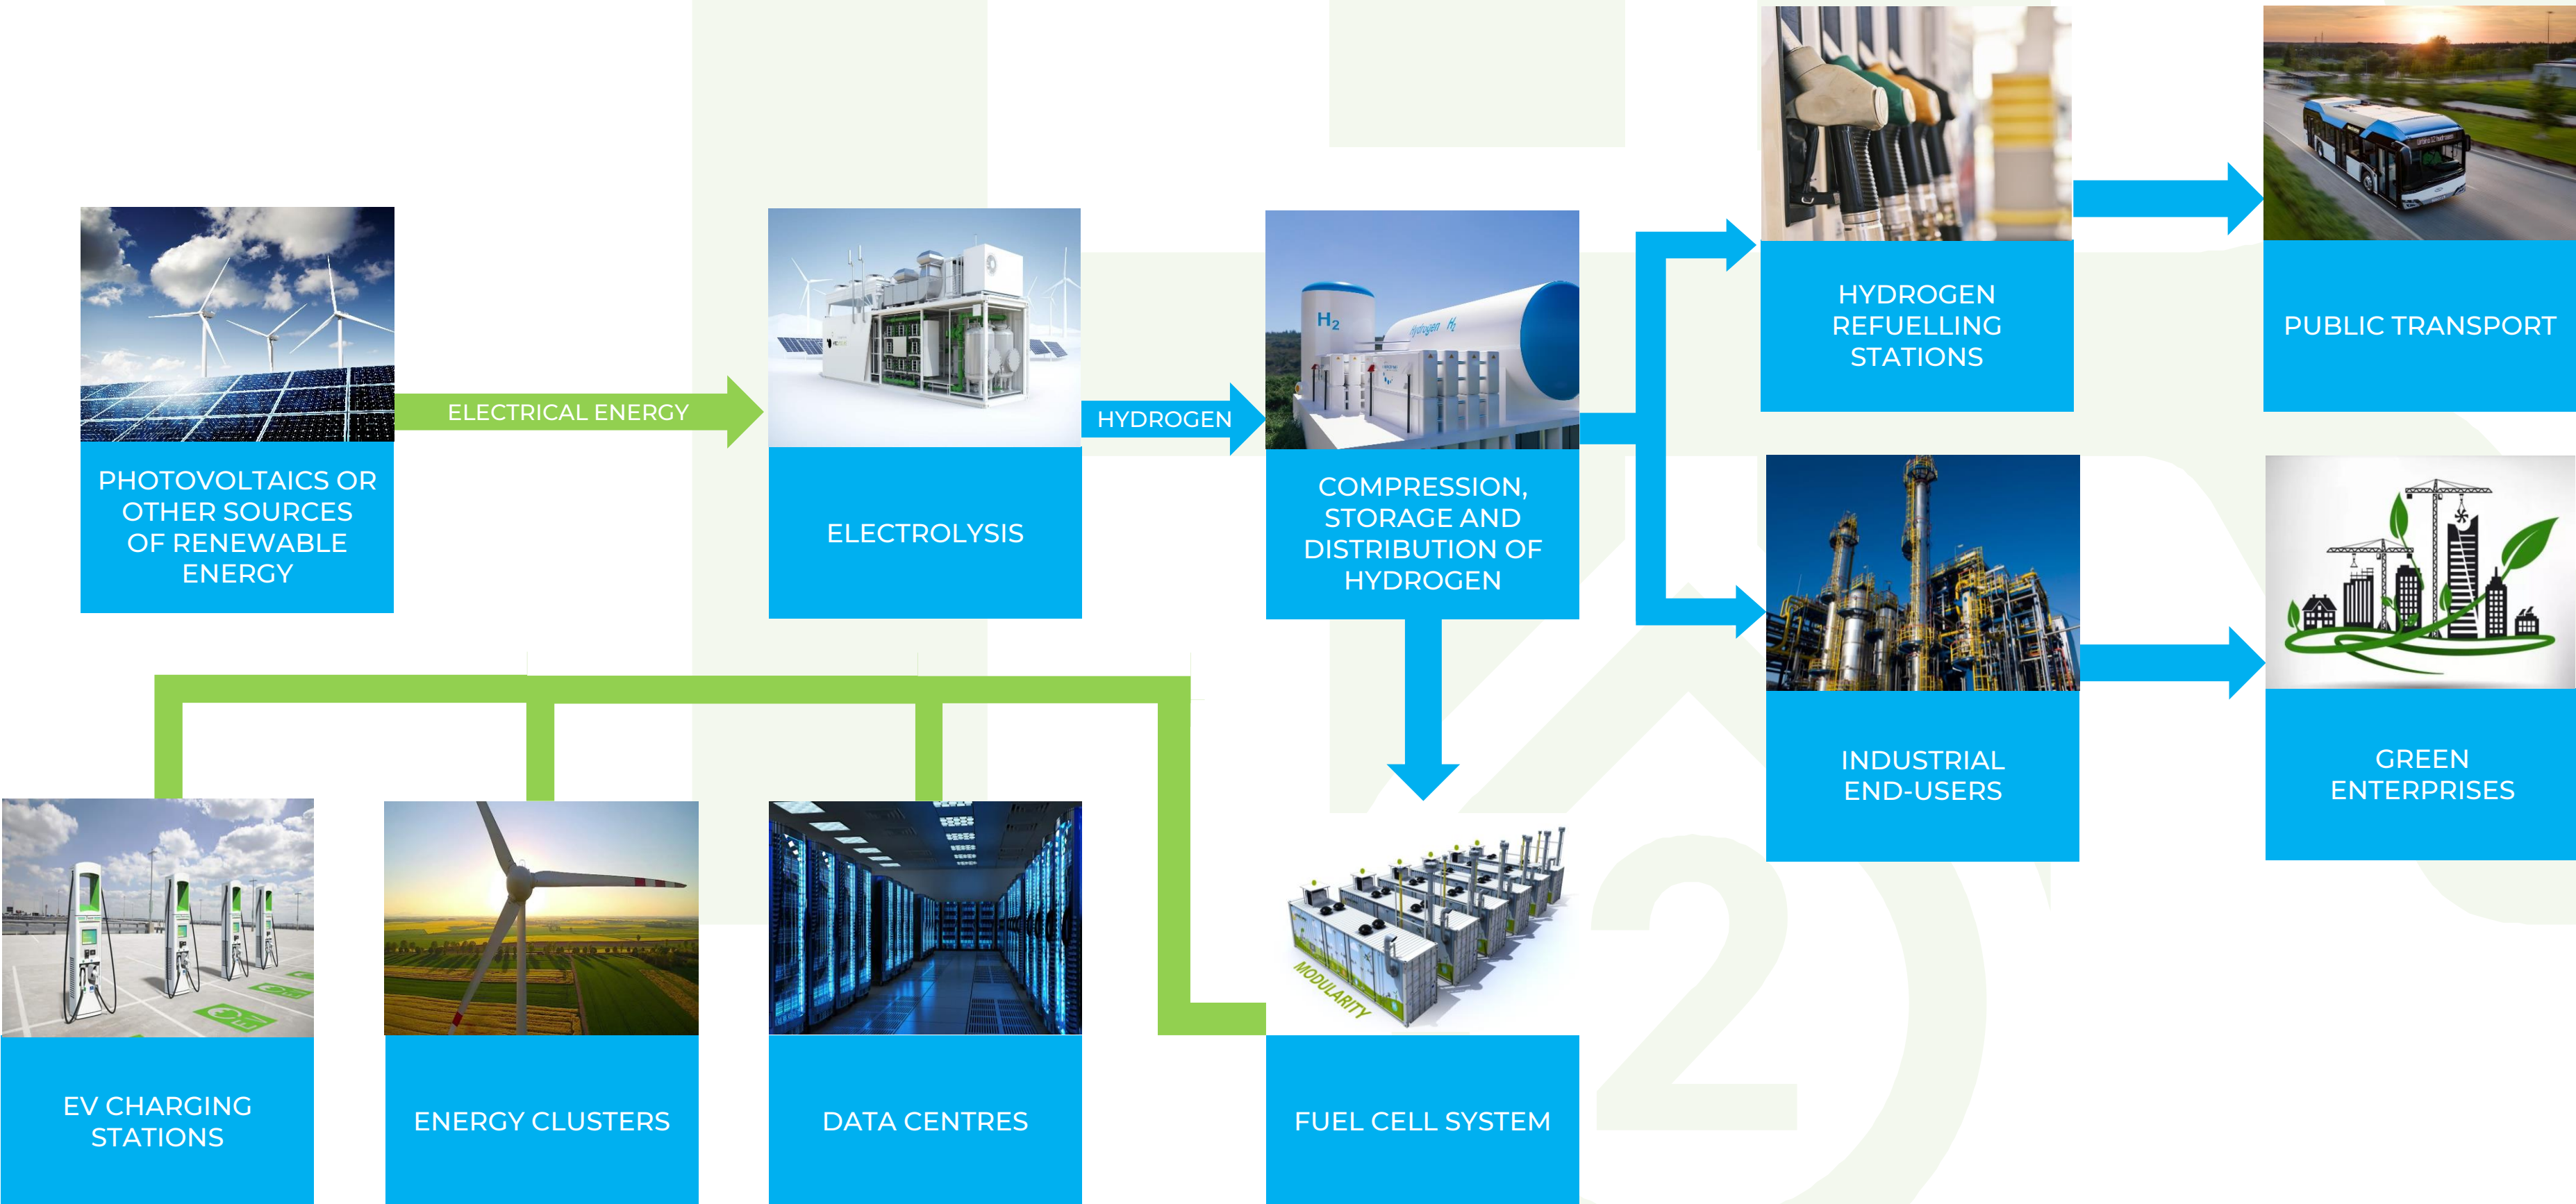 HYDROGEN
REFUELLING
STATIONS
PUBLIC TRANSPORT
ELECTRICAL ENERGY
HYDROGEN
H2
Hydrogen H2
PHOTOVOLTAICS OR
OTHER SOURCES
OF RENEWABLE
ENERGY
ELECTROLYSIS
COMPRESSION,
STORAGE AND
DISTRIBUTION OF
HYDROGEN
INDUSTRIAL
END-USERS
GREEN
ENTERPRISES
MODULARITY
EV CHARGING
STATIONS
ENERGY CLUSTERS
DATA CENTRES
FUEL CELL SYSTEM
2